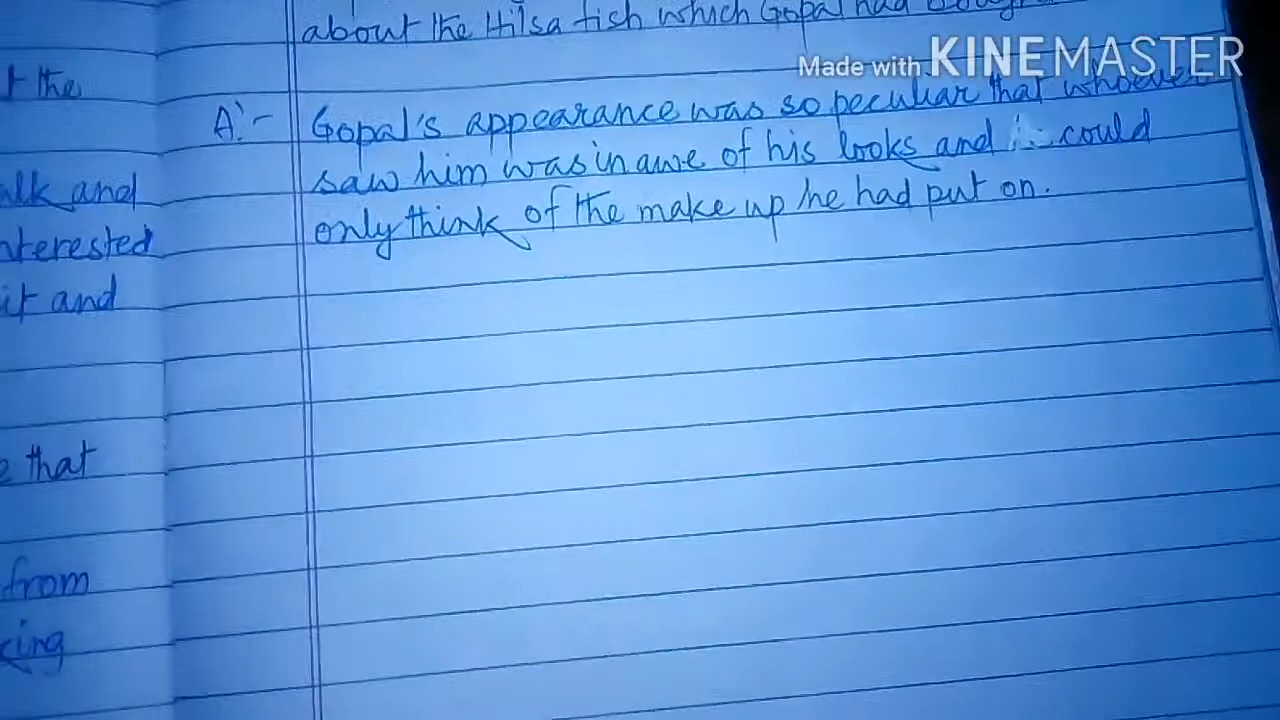 about the Hilsa fish which Gopal had
Made with KINEMASTER
A:- Gopal's appearance was so peculiar that whoever
saw him was in awe of his looks and could
only think of the make up he had put on.
t the
alk and
nterested
it and
that
from
king